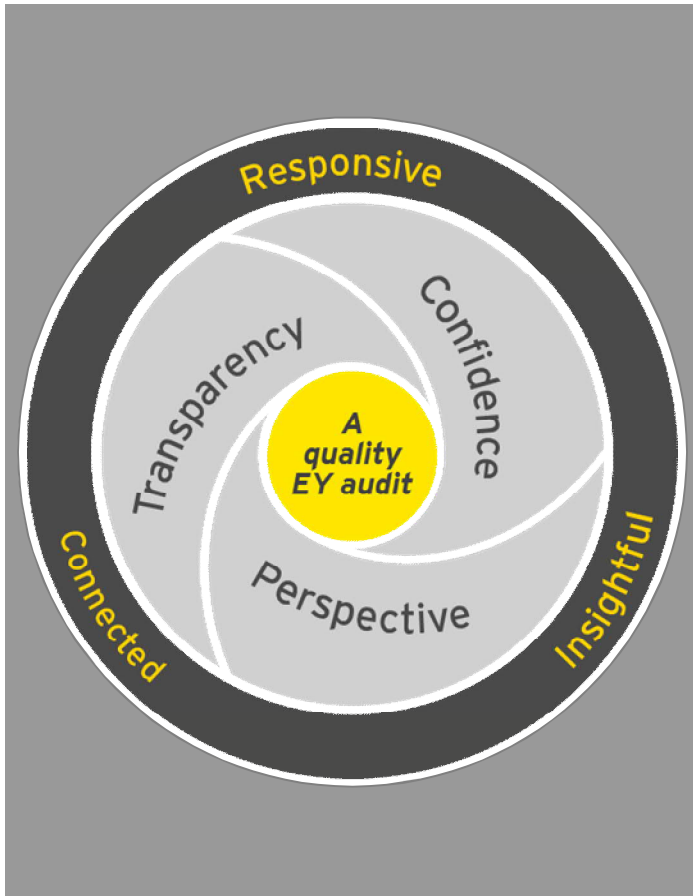 Responsive
Transparency
Confidence
A
quality
EY audit
Perspective
Connected
Insightful